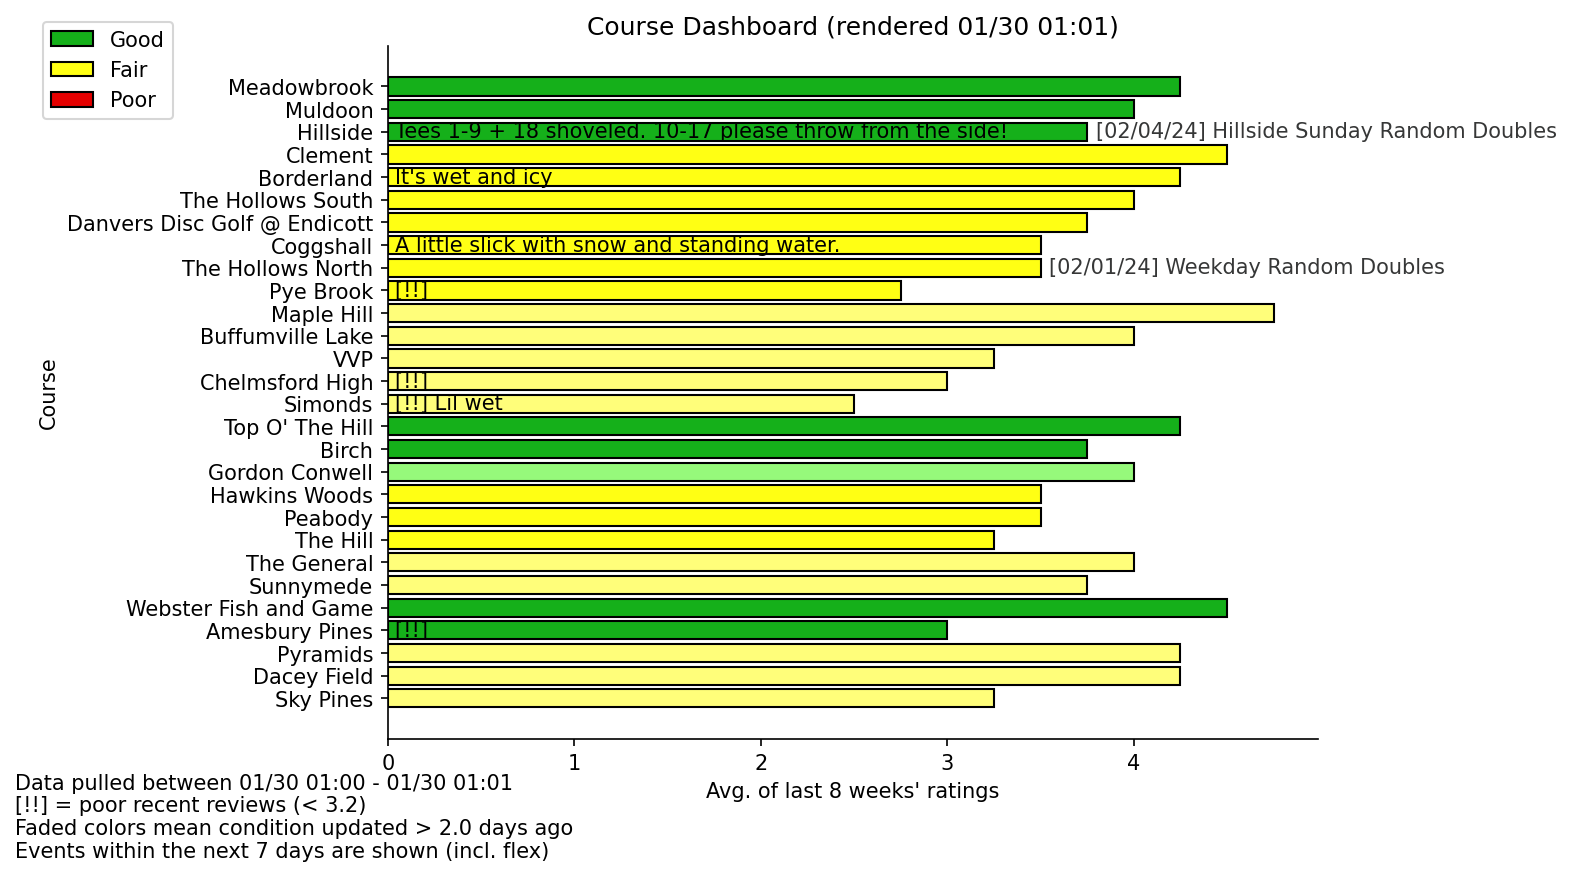 Course Dashboard (rendered 01/30 01:01)
Good
Fair
Poor
Course
Meadowbrook
Muldoon
Hillside Tees 1-9 + 18 shoveled. 10-17 please throw from the side! [02/04/24] Hillside Sunday Random Doubles
Clement
Borderland It's wet and icy
The Hollows South
Danvers Disc Golf @ Endicott
Coggshall A little slick with snow and standing water.
The Hollows North [02/01/24] Weekday Random Doubles
Pye Brook [!!]
Maple Hill
Buffumville Lake
VVP
Chelmsford High [!!]
Simonds [!!] Lil wet
Top O' The Hill
Birch
Gordon Conwell
Hawkins Woods
Peabody
The Hill
The General
Sunnymede
Webster Fish and Game
Amesbury Pines [!!]
Pyramids
Dacey Field
Sky Pines
0 1 2 3 4
Avg. of last 8 weeks' ratings
Data pulled between 01/30 01:00 - 01/30 01:01
[!!] = poor recent reviews (< 3.2)
Faded colors mean condition updated > 2.0 days ago
Events within the next 7 days are shown (incl. flex)